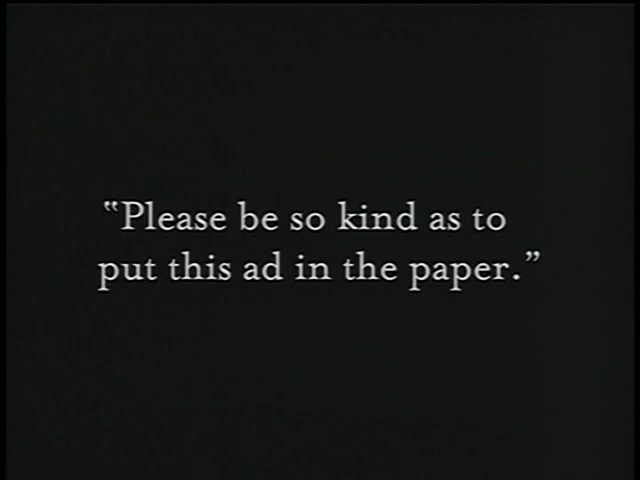 “Please be so kind as to
put this ad in the paper.”